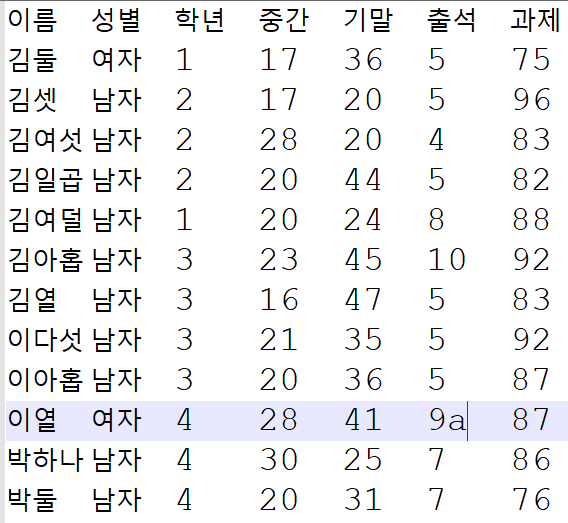 이름 성별 학년 중간 기말 출석 과제
김둘 여자 1 17 36 5 75
김셋 남자 2 17 20 5 96
김여섯 남자 2 28 20 4 83
김일곱 남자 2 20 44 5 82
김여덜 남자 1 20 24 8 88
김아홉 남자 3 23 45 10 92
김열 남자 3 16 47 5 83
이다섯 남자 3 21 35 5 92
이아홉 남자 3 20 36 5 87
이열 여자 4 28 41 9a 87
박하나 남자 4 30 25 7 86
박둘 남자 4 20 31 7 76